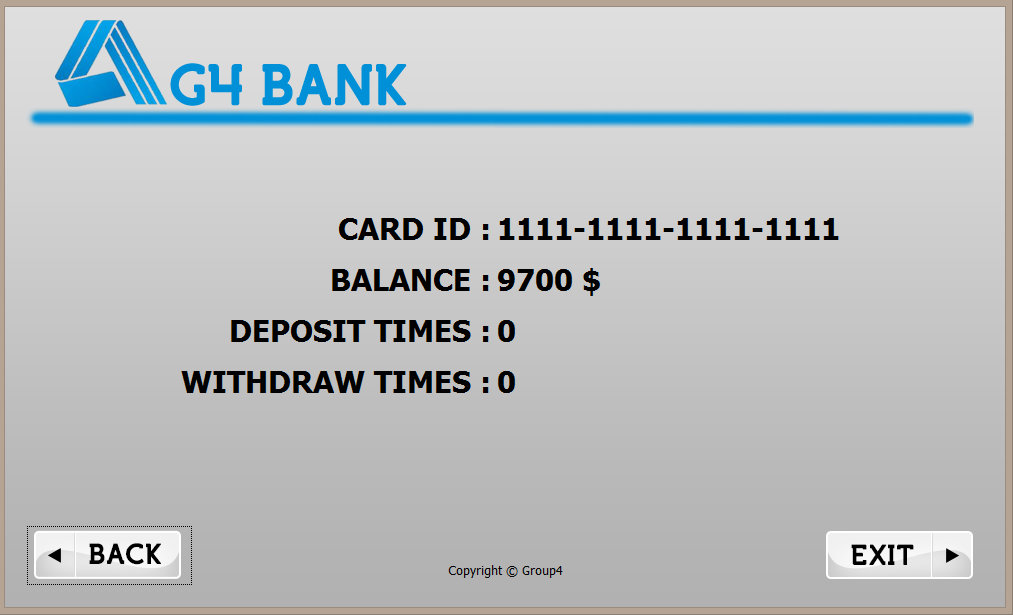 G4 BANK
CARD ID : 1111-1111-1111-1111
BALANCE : 9700 $
DEPOSIT TIMES : 0
WITHDRAW TIMES : 0
BACK
EXIT
Copyright © Group4